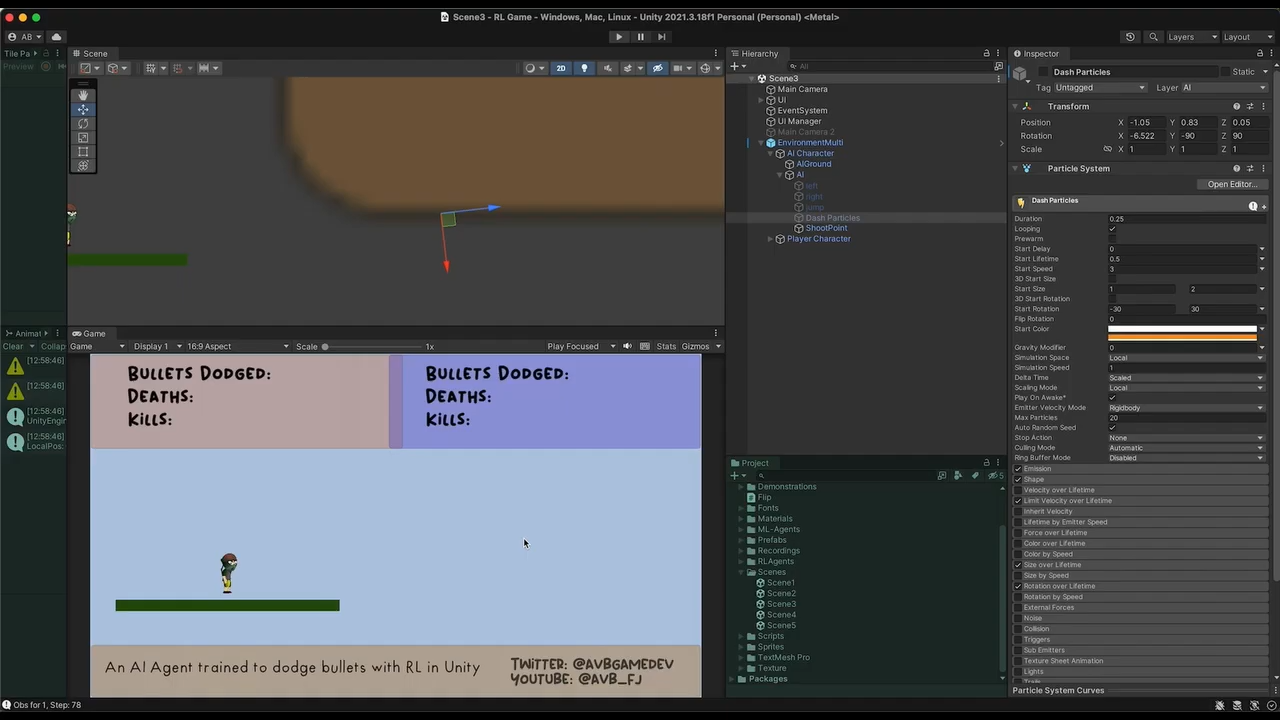 Scene3 - RL Game - Windows, Mac, Linux - Unity 2021.3.18f1 Personal (Personal) <Metal>
AB
Layers
Layout
Tile Pa
Scene
Preview
2D
Animat
Clear
Collaps
[12:58:46]
[12:58:46]
[12:58:46]
UnityEngin
[12:58:46]
LocalPos:
Game
Game
Display 1
16:9 Aspect
Scale
1x
Play Focused
Stats
Gizmos
Bullets Dodged:
Deaths:
Kills:
Bullets Dodged:
Deaths:
Kills:
An AI Agent trained to dodge bullets with RL in Unity
Twitter: @AVBGAMEDEV
YouTube: @AVB_FJ
Hierarchy
All
Scene3
Main Camera
UI
EventSystem
UI Manager
Main Camera 2
EnvironmentMulti
AI Character
AIGround
AI
left
right
jump
Dash Particles
ShootPoint
Player Character
Project
5
Demonstrations
Flip
Fonts
Materials
ML-Agents
Prefabs
Recordings
RLAgents
Scenes
Scene1
Scene2
Scene3
Scene4
Scene5
Scripts
Sprites
TextMesh Pro
Texture
Packages
Inspector
Dash Particles
Static
Tag Untagged
Layer AI
Transform
Position X -1.05 Y 0.83 Z 0.05
Rotation X -6.522 Y -90 Z 90
Scale X 1 Y 1 Z 1
Particle System
Open Editor...
Dash Particles
Duration 0.25
Looping
Prewarm
Start Delay 0
Start Lifetime 0.5
Start Speed 3
3D Start Size
Start Size 1 2
3D Start Rotation
Start Rotation -30 30
Flip Rotation 0
Start Color
Gravity Modifier 0
Simulation Space Local
Simulation Speed 1
Delta Time Scaled
Scaling Mode Local
Play On Awake*
Emitter Velocity Mode Rigidbody
Max Particles 20
Auto Random Seed
Stop Action None
Culling Mode Automatic
Ring Buffer Mode Disabled
Emission
Shape
Velocity over Lifetime
Limit Velocity over Lifetime
Inherit Velocity
Lifetime by Emitter Speed
Force over Lifetime
Color over Lifetime
Color by Speed
Size over Lifetime
Size by Speed
Rotation over Lifetime
Rotation by Speed
External Forces
Noise
Collision
Triggers
Sub Emitters
Texture Sheet Animation
Lights
Trails
Particle System Curves
Obs for 1, Step: 78